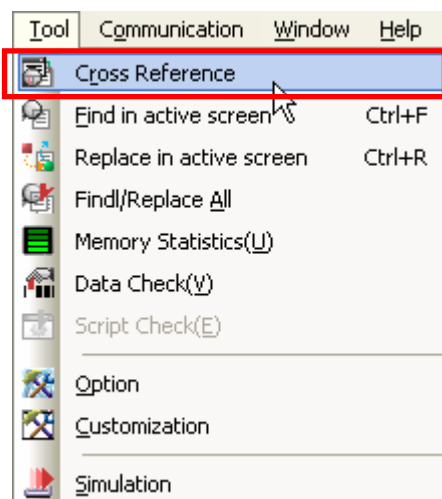 Tool Communication Window Help
Cross Reference
Find in active screen Ctrl+F
Replace in active screen Ctrl+R
Findl/Replace All
Memory Statistics(U)
Data Check(V)
Script Check(E)
Option
Customization
Simulation